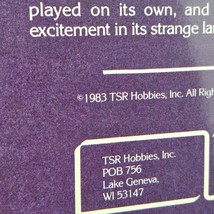 played on its own, and
excitement in its strange
©1983 TSR Hobbies, Inc. All
TSR Hobbies, Inc.
POB 756
Lake Geneva,
WI 53147